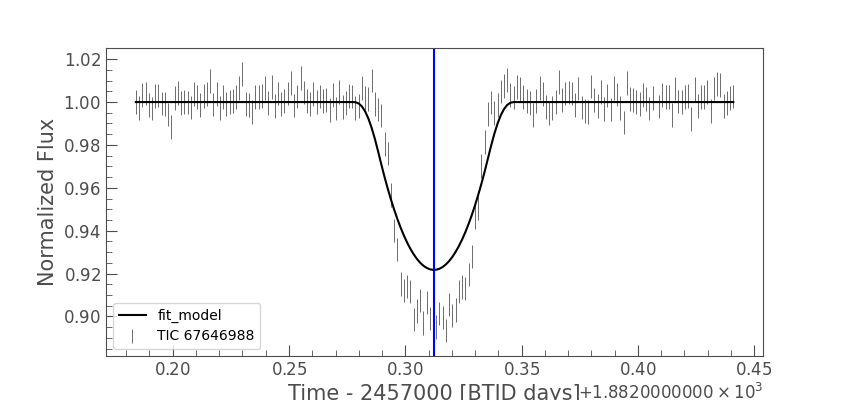 1.02
1.00
0.98
0.96
0.94
0.92
0.90
Normalized Flux
fit_model
TIC 67646988
0.20 0.25 0.30 0.35 0.40 0.45
Time - 2457000 [BTJD days]
+1.8820000000 × 10³